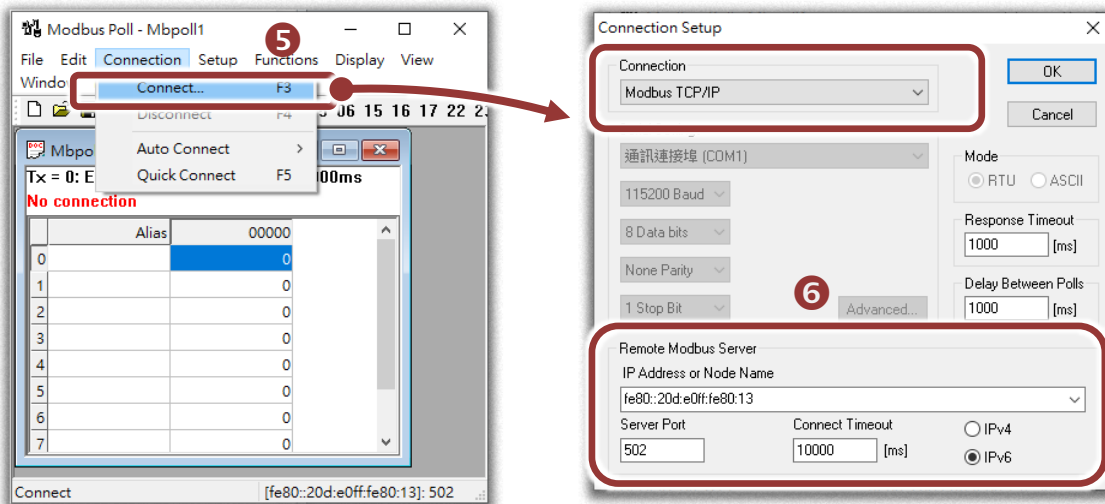 Modbus Poll - Mbpoll1
5
File Edit Connection Setup Functions Display View
Connect... F3
06 15 16 17 22
Disconnect F4
Auto Connect >
Quick Connect F5
Tx = 0: E
00ms
No connection
Alias 00000
0 0
1 0
2 0
3 0
4 0
5 0
6 0
7 0
Connect [fe80::20d:e0ff:fe80:13]: 502
Connection Setup
Connection
Modbus TCP/IP
OK
Cancel
通訊連接埠 (COM1)
115200 Baud
8 Data bits
None Parity
1 Stop Bit
6
Advanced...
Mode
RTU ASCII
Response Timeout
1000 [ms]
Delay Between Polls
1000 [ms]
Remote Modbus Server
IP Address or Node Name
fe80::20d:e0ff:fe80:13
Server Port Connect Timeout
502 10000 [ms]
IPv4
IPv6